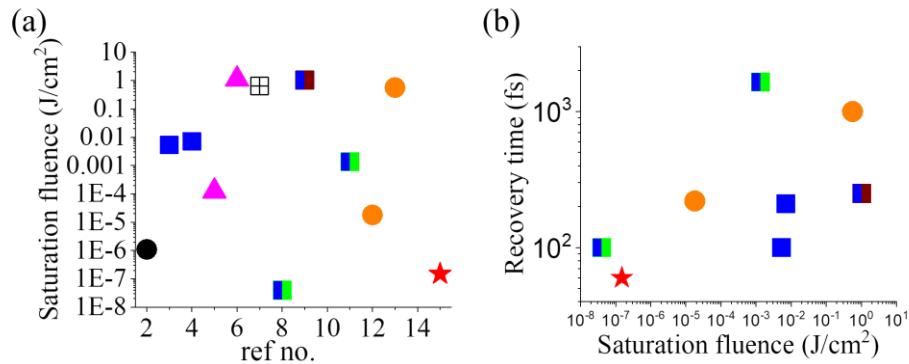 (a)
Saturation fluence (J/cm²)
10
1
0.1
0.01
0.001
1E-4
1E-5
1E-6
1E-7
1E-8
2 4 6 8 10 12 14
ref no.
(b)
Recovery time (fs)
10³
10²
10⁻⁸ 10⁻⁷ 10⁻⁶ 10⁻⁵ 10⁻⁴ 10⁻³ 10⁻² 10⁻¹ 10⁰ 10¹
Saturation fluence (J/cm²)